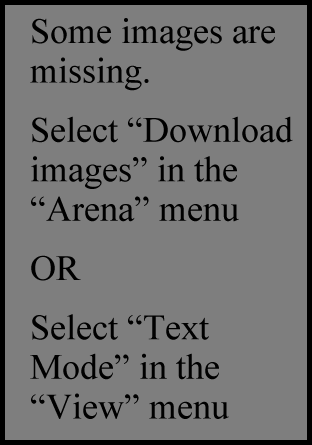 Some images are
missing.
Select “Download
images” in the
“Arena” menu
OR
Select “Text
Mode” in the
“View” menu